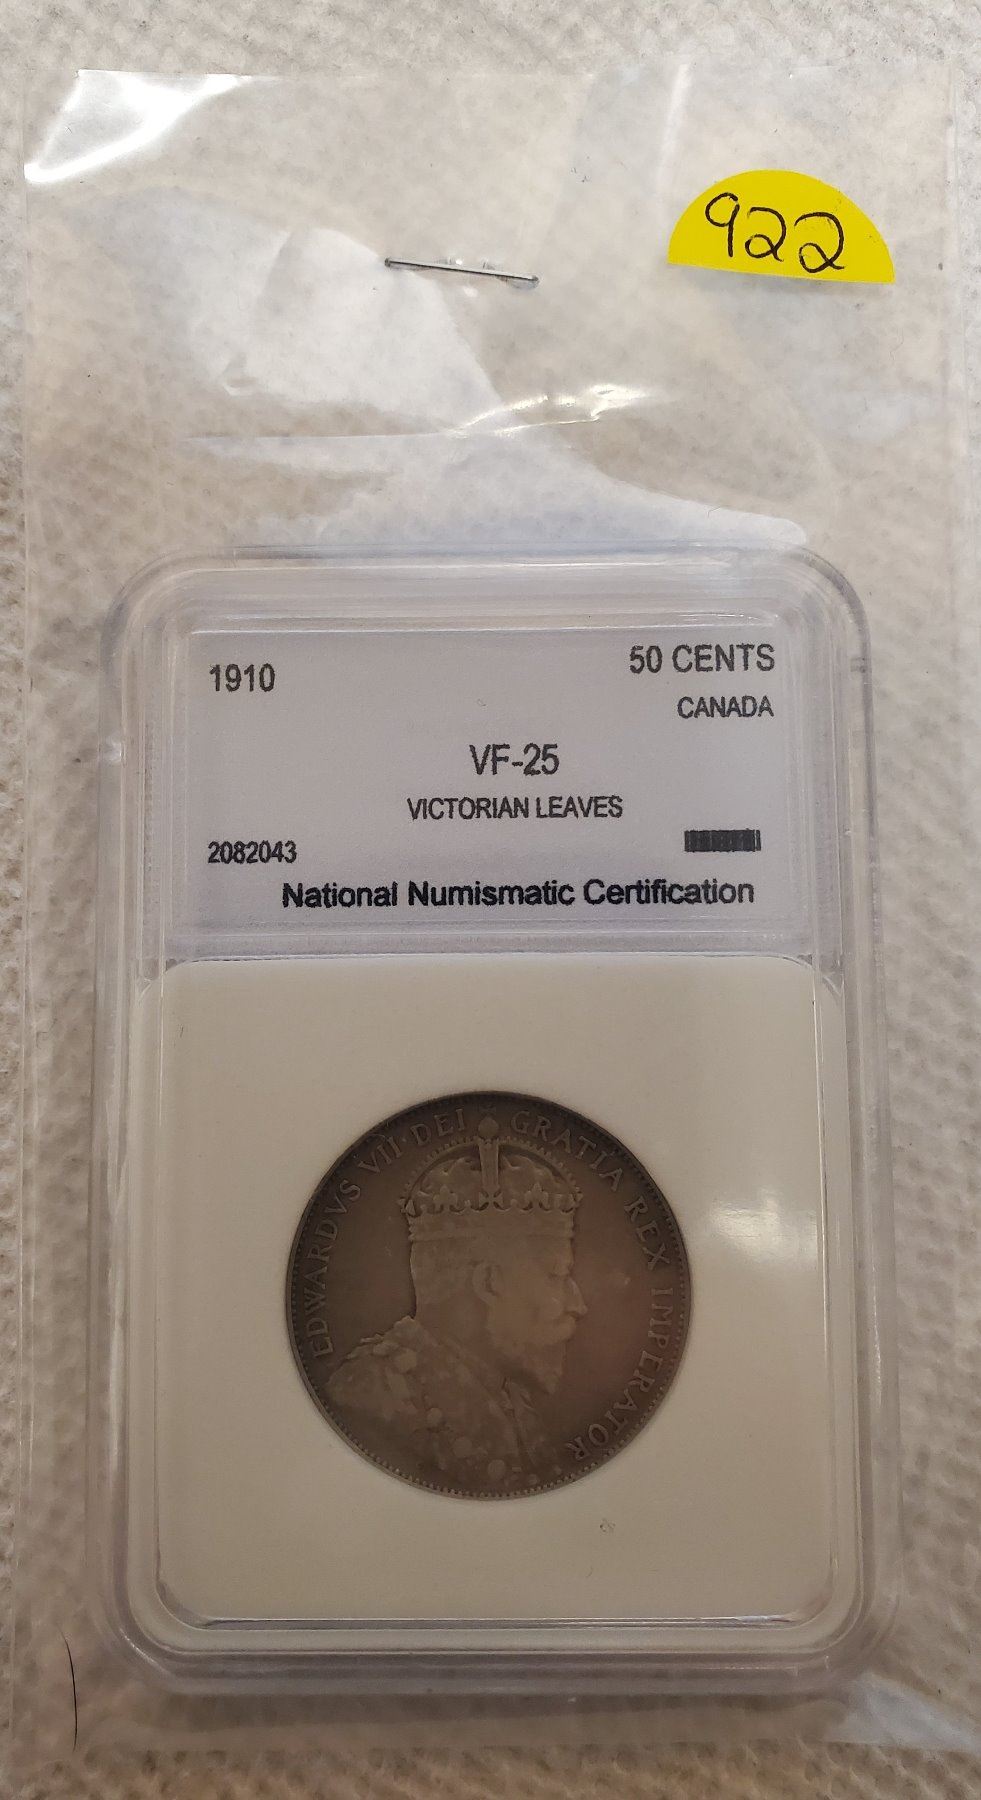 922
1910 50 CENTS
CANADA
VF-25
VICTORIAN LEAVES
2082043
National Numismatic Certification
EDWARDVS VII·DEI GRATIA REX IMPERATOR